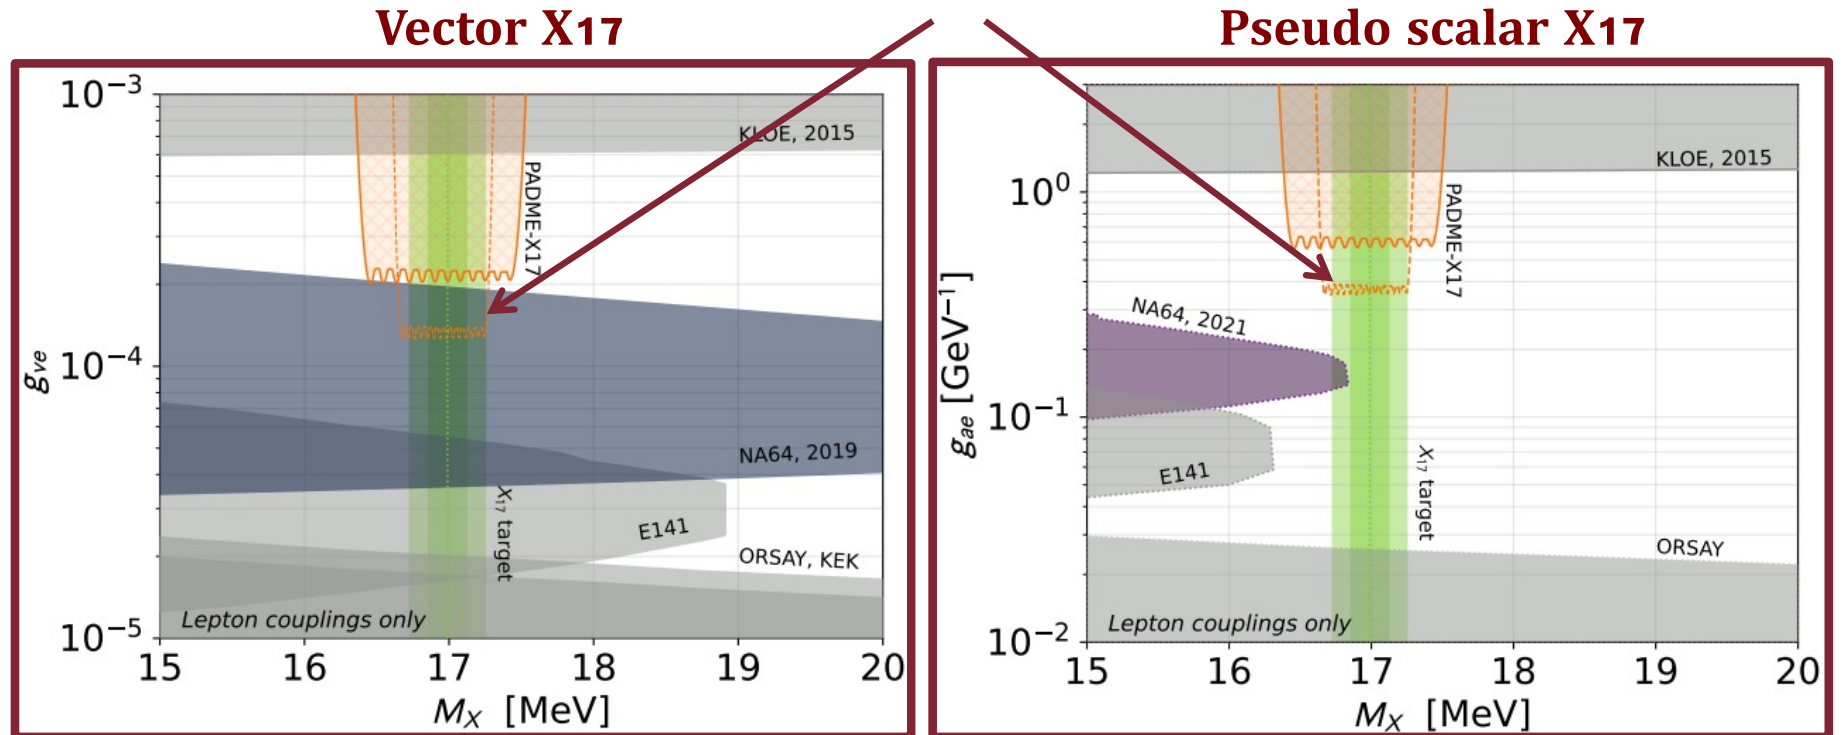 Vector X17
Pseudo scalar X17
10⁻³
KLOE, 2015
PADME-X17
g_ve
10⁻⁴
NA64, 2019
X₁₇ target
E141
ORSAY, KEK
Lepton couplings only
10⁻⁵
15 16 17 18 19 20
M_X [MeV]
KLOE, 2015
10⁰
PADME-X17
g_ae [GeV⁻¹]
NA64, 2021
10⁻¹
E141
X₁₇ target
ORSAY
Lepton couplings only
10⁻²
15 16 17 18 19 20
M_X [MeV]